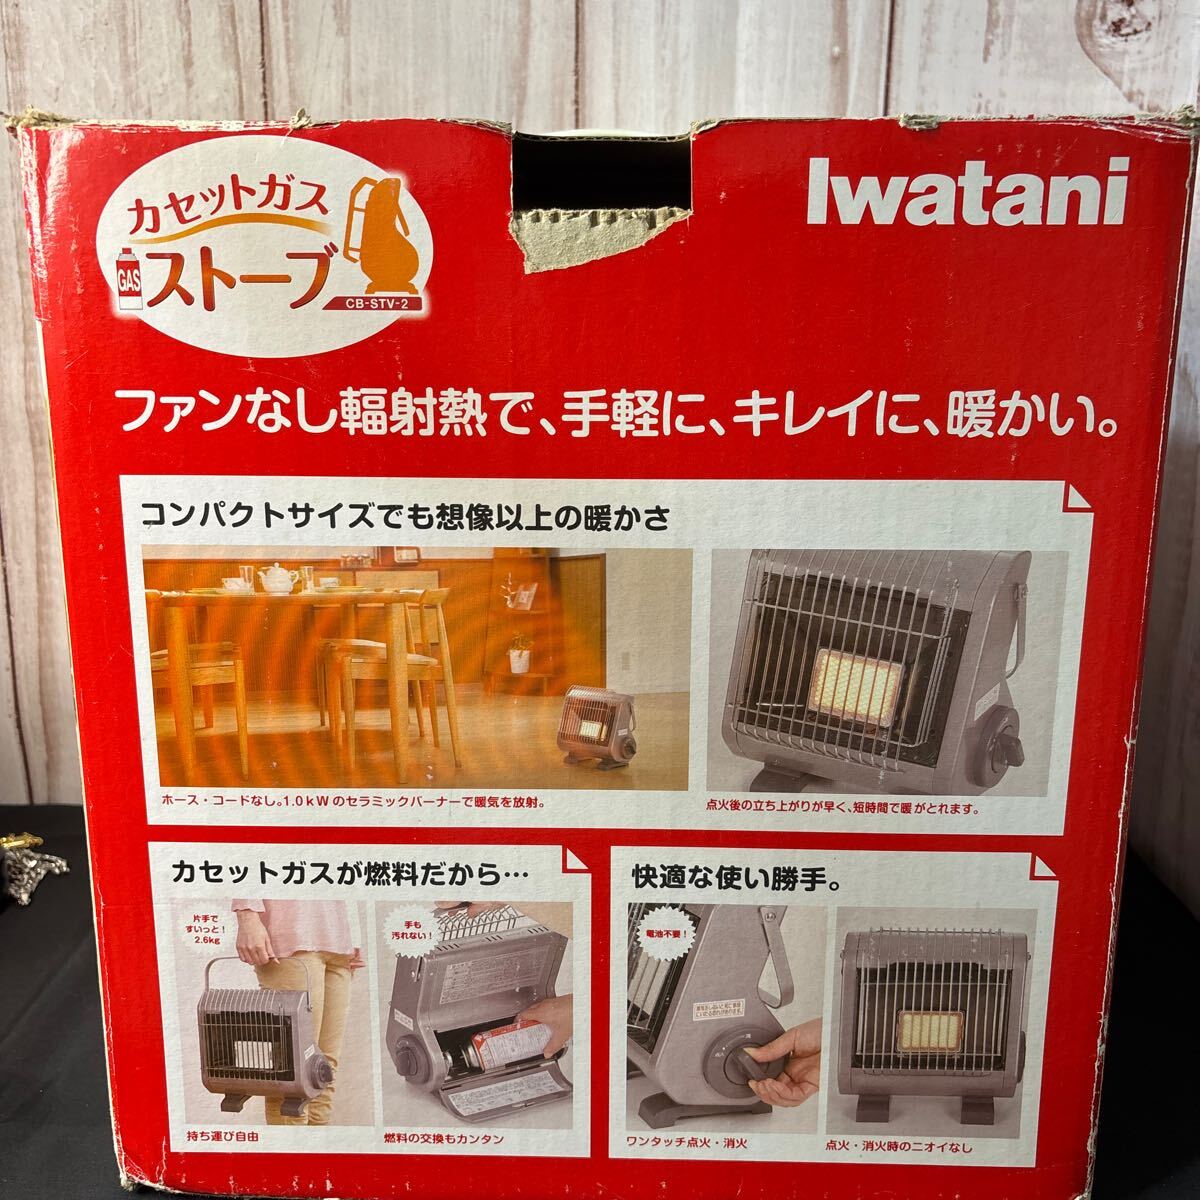 カセットガス
GAS
ストーブ
CB-STV-2
Iwatani
ファンなし輻射熱で、手軽に、キレイに、暖かい。
コンパクトサイズでも想像以上の暖かさ
ホース・コードなし。1.0kWのセラミックバーナーで暖気を放射。
点火後の立ち上がりが早く、短時間で暖がとれます。
カセットガスが燃料だから…
片手で
すいっと!
2.6kg
手も
汚れない!
持ち運び自由
燃料の交換もカンタン
快適な使い勝手。
電池不要!
ワンタッチ点火・消火
点火・消火時のニオイなし